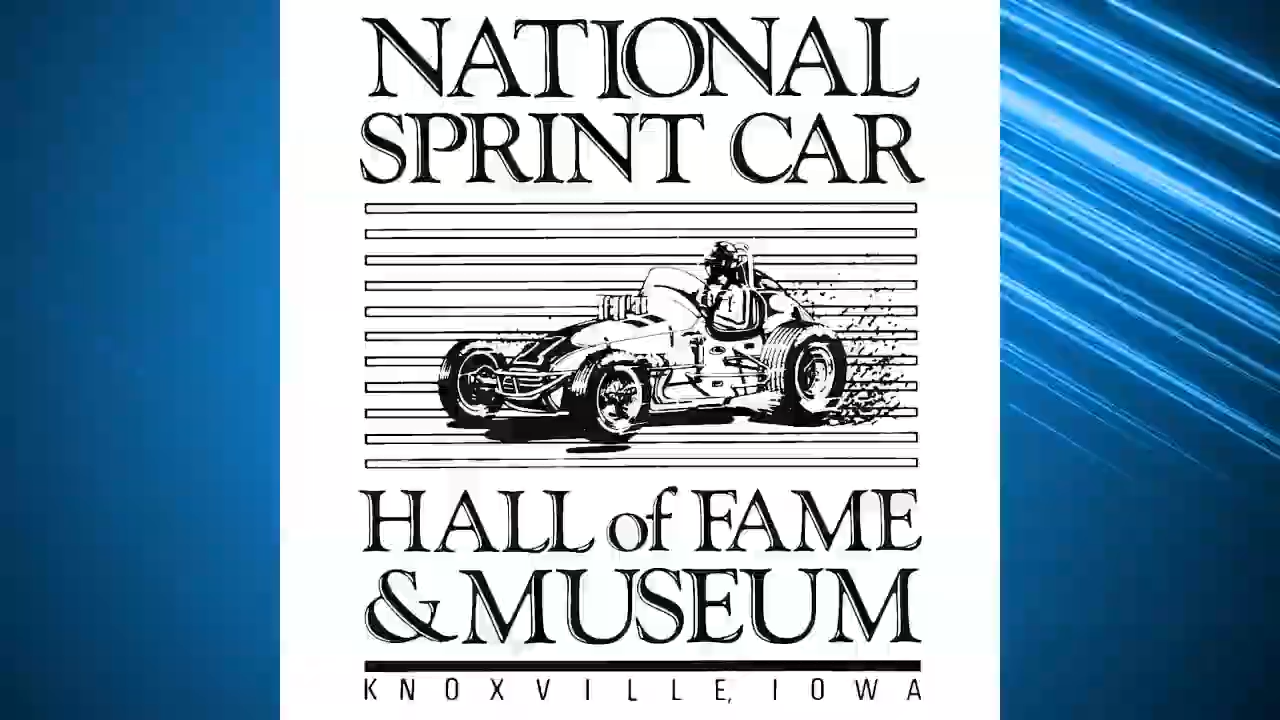 NATIONAL
SPRINT CAR
HALL of FAME
& MUSEUM
KNOXVILLE, IOWA